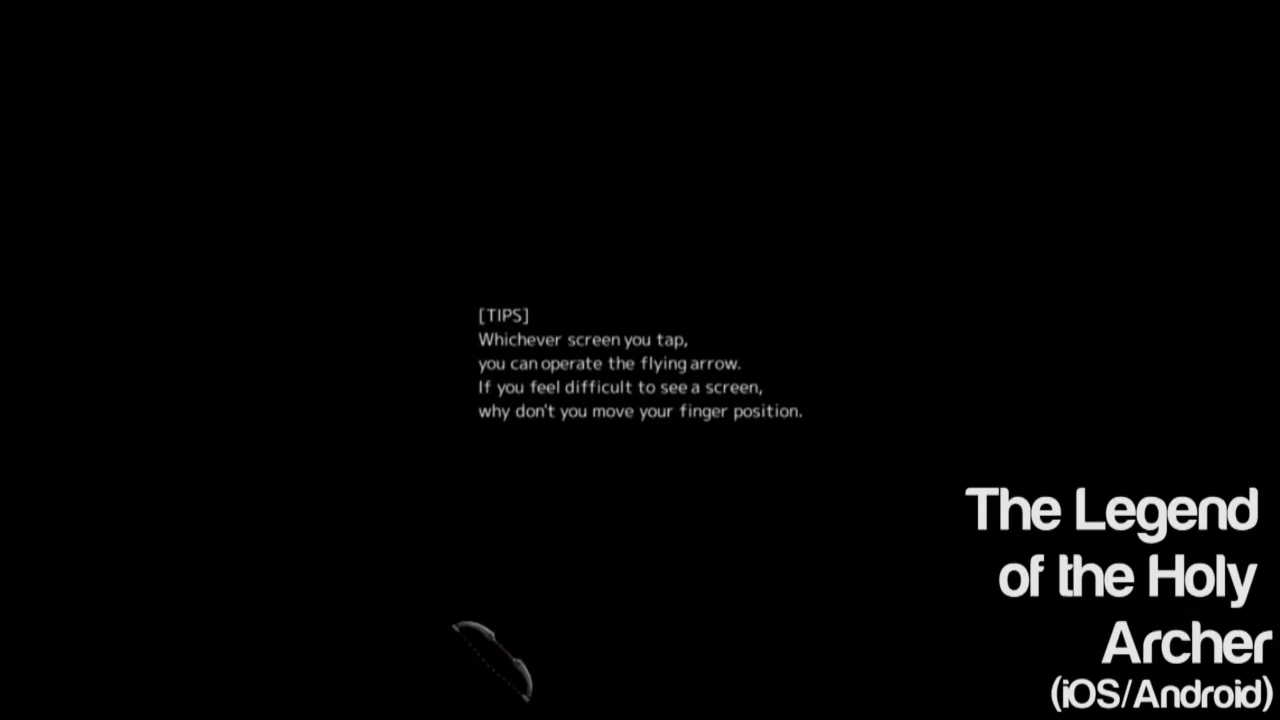 [TIPS]
Whichever screen you tap,
you can operate the flying arrow.
If you feel difficult to see a screen,
why don't you move your finger position.
The Legend
of the Holy
Archer
(iOS/Android)